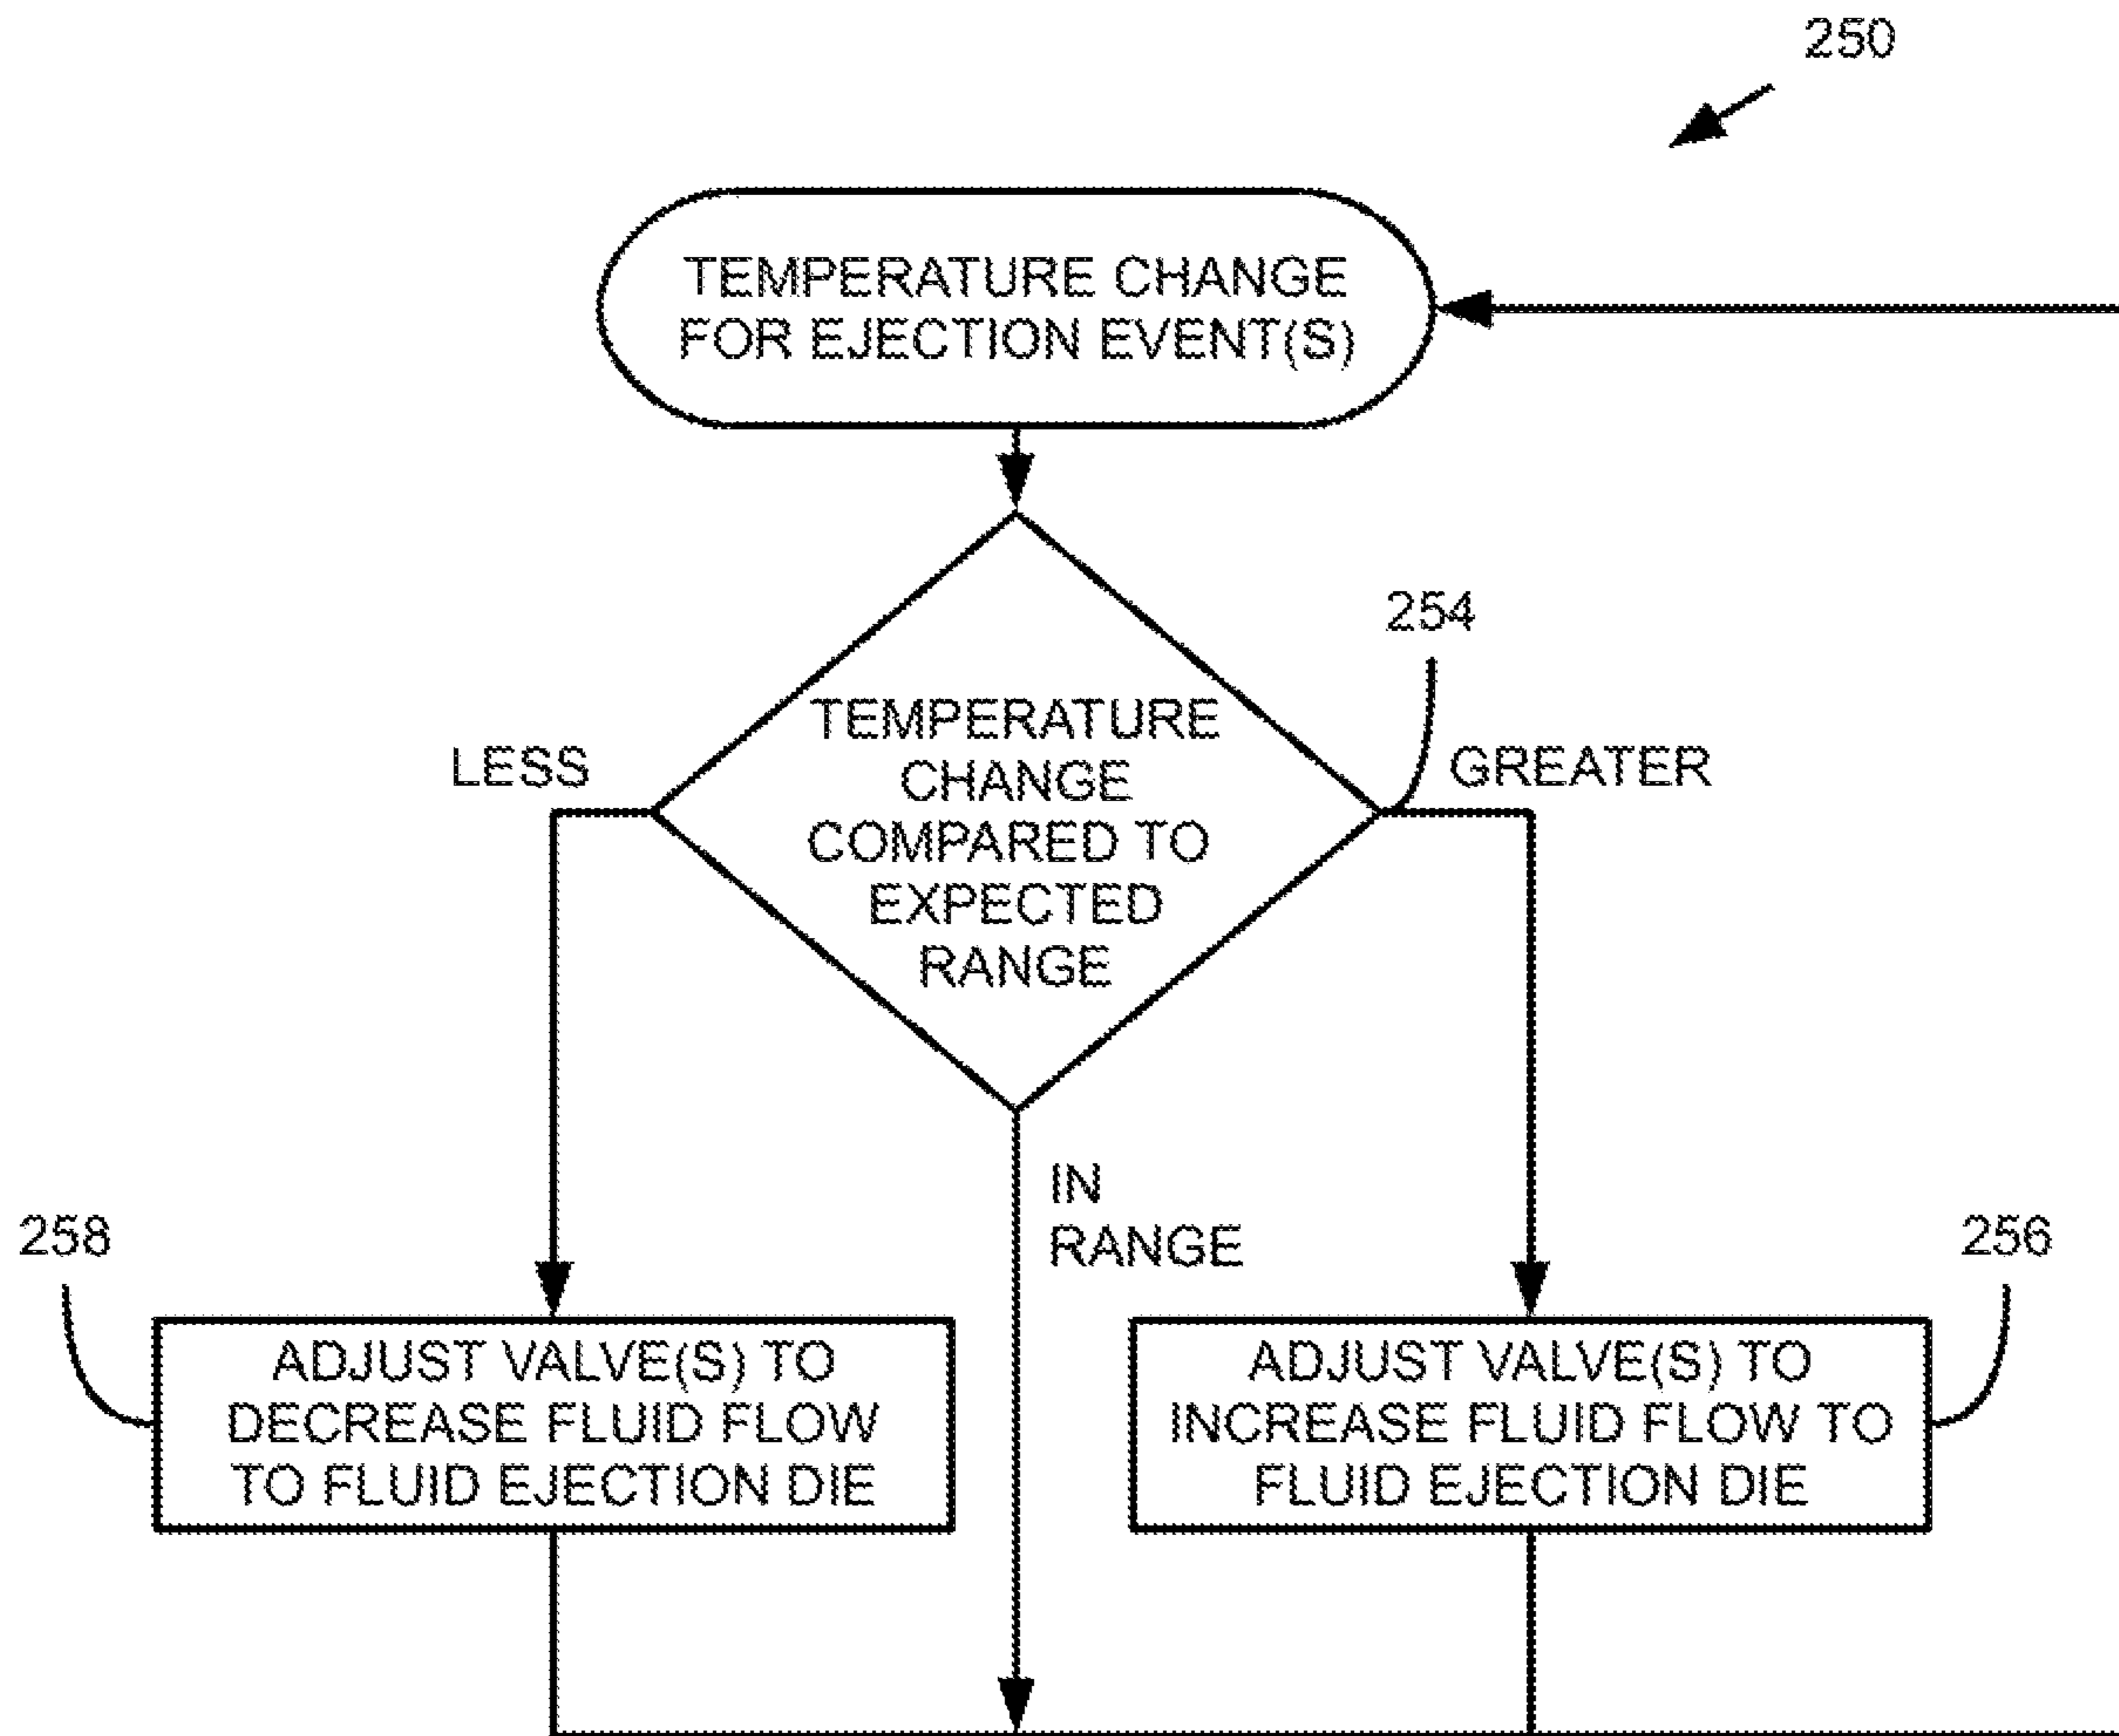 250
TEMPERATURE CHANGE
FOR EJECTION EVENT(S)
254
TEMPERATURE
CHANGE
COMPARED TO
EXPECTED
RANGE
LESS
GREATER
IN
RANGE
258
256
ADJUST VALVE(S) TO
DECREASE FLUID FLOW
TO FLUID EJECTION DIE
ADJUST VALVE(S) TO
INCREASE FLUID FLOW TO
FLUID EJECTION DIE